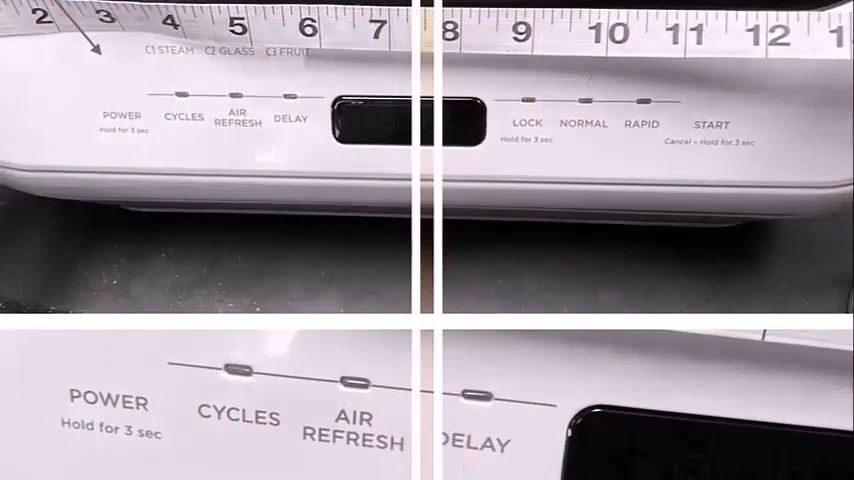 2 3 4 5 6 7 8 9 10 11 12 1
C1 STEAM C2 GLASS C3 FRUIT
POWER
Hold for 3 sec
CYCLES
AIR
REFRESH
DELAY
LOCK
Hold for 3 sec
NORMAL
RAPID
START
Cancel - Hold for 3 sec
POWER
Hold for 3 sec
CYCLES
AIR
REFRESH
DELAY